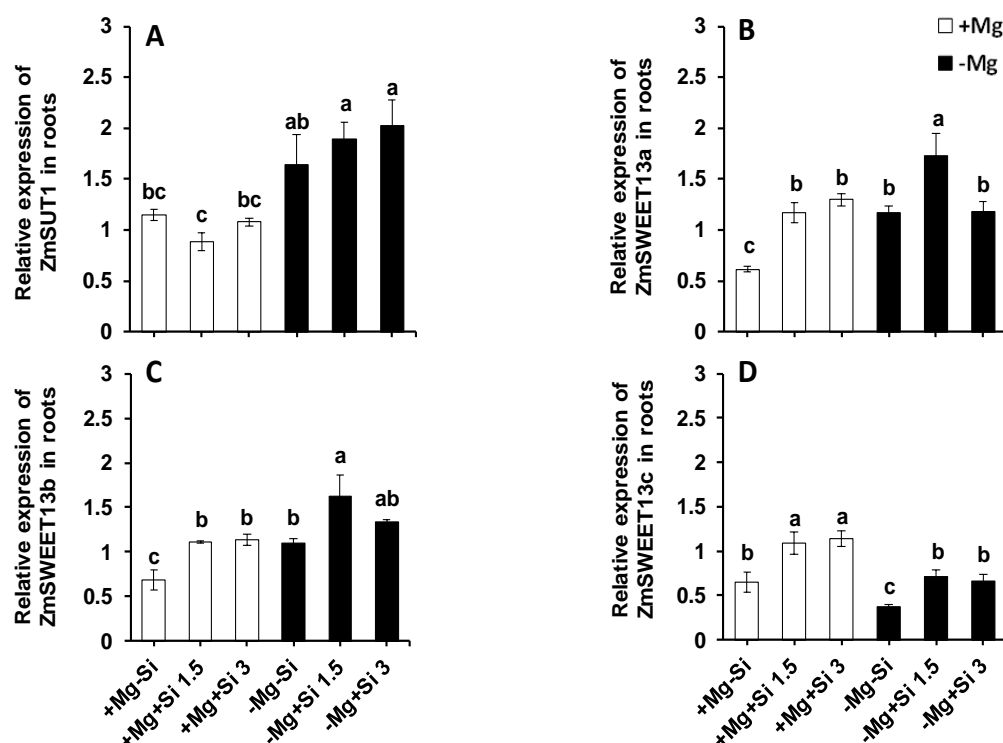 A
Relative expression of
ZmSUT1 in roots
3
2.5
2
1.5
1
0.5
0
bc
c
bc
ab
a
a
B
+Mg
-Mg
Relative expression of
ZmSWEET13a in roots
3
2.5
2
1.5
1
0.5
0
c
b
b
b
a
b
C
Relative expression of
ZmSWEET13b in roots
3
2.5
2
1.5
1
0.5
0
c
b
b
b
a
ab
+Mg-Si
+Mg+Si 1.5
+Mg+Si 3
-Mg-Si
-Mg+Si 1.5
-Mg+Si 3
D
Relative expression of
ZmSWEET13c in roots
3
2.5
2
1.5
1
0.5
0
b
a
a
c
b
b
+Mg-Si
+Mg+Si 1.5
+Mg+Si 3
-Mg-Si
-Mg+Si 1.5
-Mg+Si 3